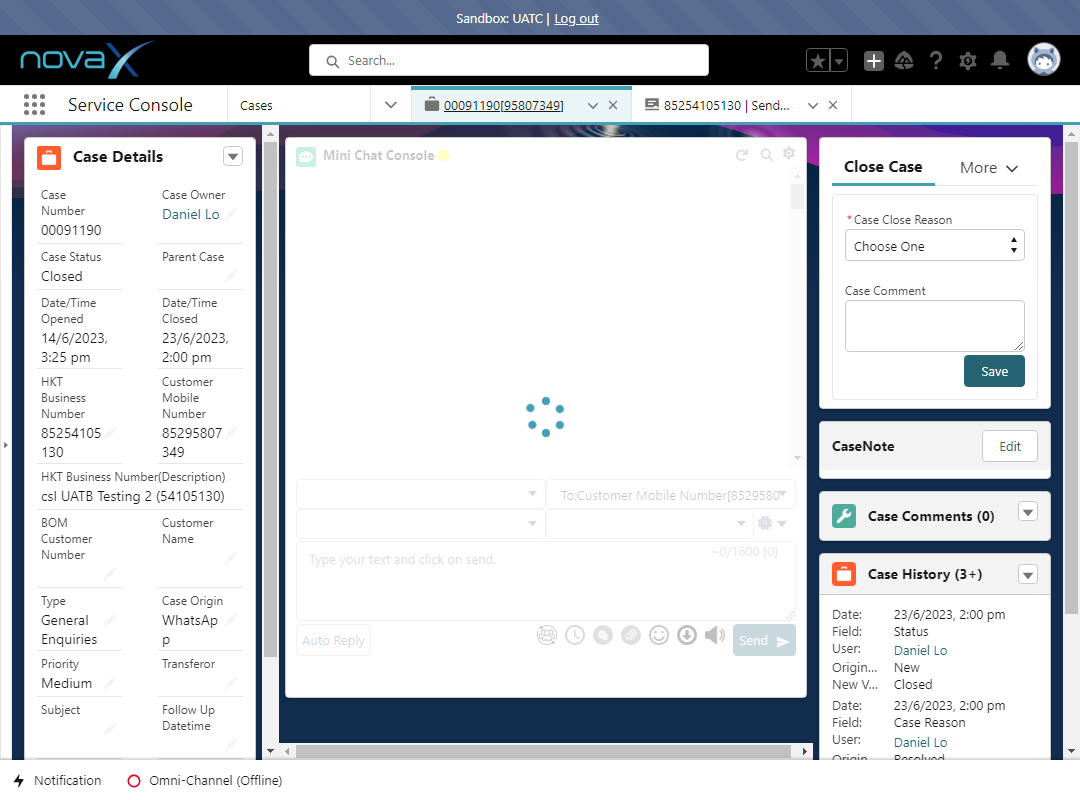 Sandbox: UATC | Log out
novaX
Search...
Service Console
Cases
00091190[95807349]
85254105130 | Send...
Case Details
Case Number
Case Owner
00091190
Daniel Lo
Case Status
Parent Case
Closed
Date/Time Opened
Date/Time Closed
14/6/2023, 3:25 pm
23/6/2023, 2:00 pm
HKT Business Number
Customer Mobile Number
85254105
130
85295807
349
HKT Business Number(Description)
csl UATB Testing 2 (54105130)
BOM Customer Number
Customer Name
Type
Case Origin
General Enquiries
WhatsAp
p
Priority
Transferor
Medium
Subject
Follow Up Datetime
Mini Chat Console
To:Customer Mobile Number[8529580
Type your text and click on send.
~0/1600 [0]
Auto Reply
Send
Close Case
More
*Case Close Reason
Choose One
Case Comment
Save
CaseNote
Edit
Case Comments (0)
Case History (3+)
Date: 23/6/2023, 2:00 pm
Field: Status
User: Daniel Lo
Origin... New
New V... Closed
Date: 23/6/2023, 2:00 pm
Field: Case Reason
User: Daniel Lo
Origin... Resolved
Notification
Omni-Channel (Offline)